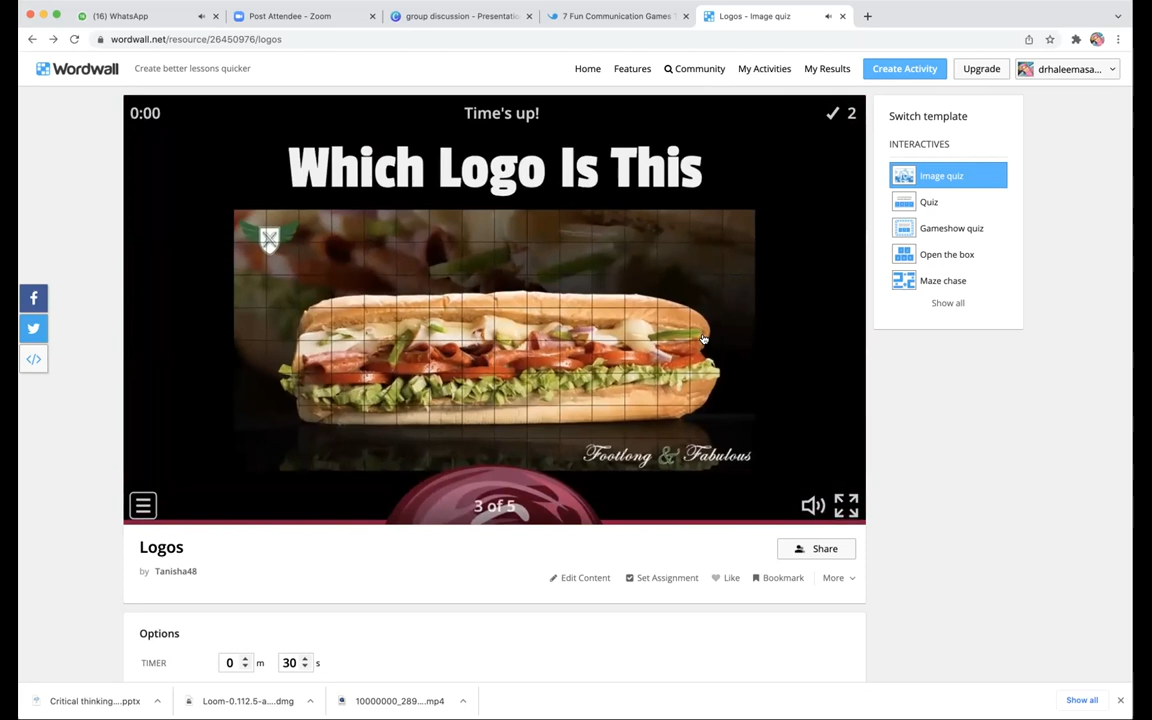 (16) WhatsApp
Post Attendee - Zoom
group discussion - Presentatio
7 Fun Communication Games
Logos - Image quiz
wordwall.net/resource/26450976/logos
Wordwall
Create better lessons quicker
Home
Features
Community
My Activities
My Results
Create Activity
Upgrade
drhaleemasa...
0:00
Time's up!
2
Which Logo Is This
Footlong & Fabulous
3 of 5
Switch template
INTERACTIVES
Image quiz
Quiz
Gameshow quiz
Open the box
Maze chase
Show all
Logos
Share
by Tanisha48
Edit Content
Set Assignment
Like
Bookmark
More
Options
TIMER
0 m
30 s
Critical thinking....pptx
Loom-0.112.5-a....dmg
10000000_289....mp4
Show all